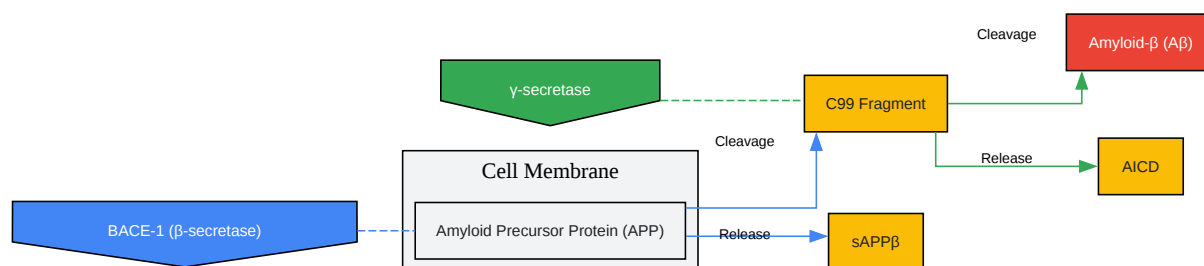 Cleavage
Amyloid-β (Aβ)
γ-secretase
C99 Fragment
Cleavage
Release
AICD
Cell Membrane
BACE-1 (β-secretase)
Amyloid Precursor Protein (APP)
Release
sAPPβ